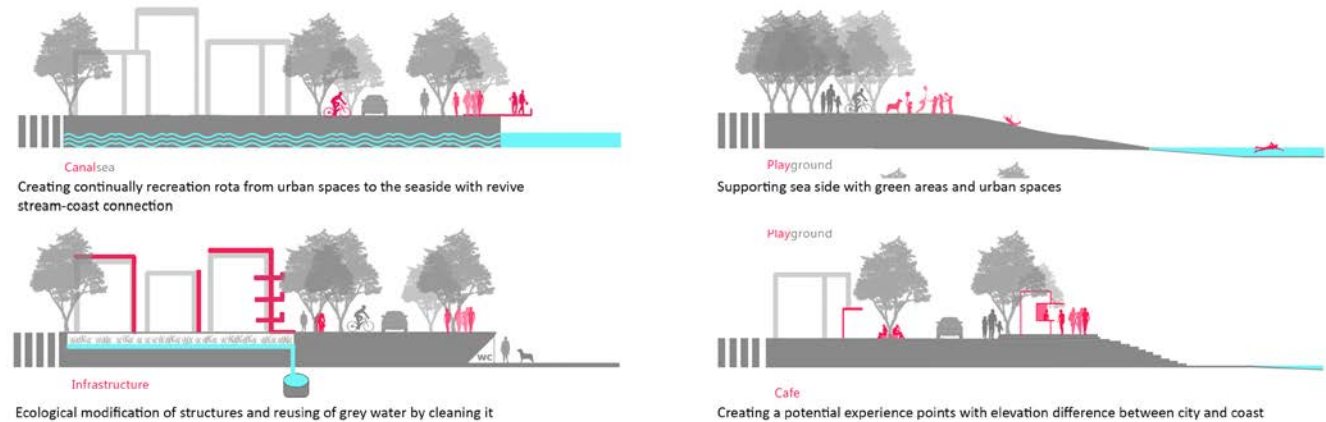 Canalsea
Creating continually recreation rota from urban spaces to the seaside with revive
stream-coast connection
Playground
Supporting sea side with green areas and urban spaces
WC
Infrastructure
Ecological modification of structures and reusing of grey water by cleaning it
Playground
Cafe
Creating a potential experience points with elevation difference between city and coast